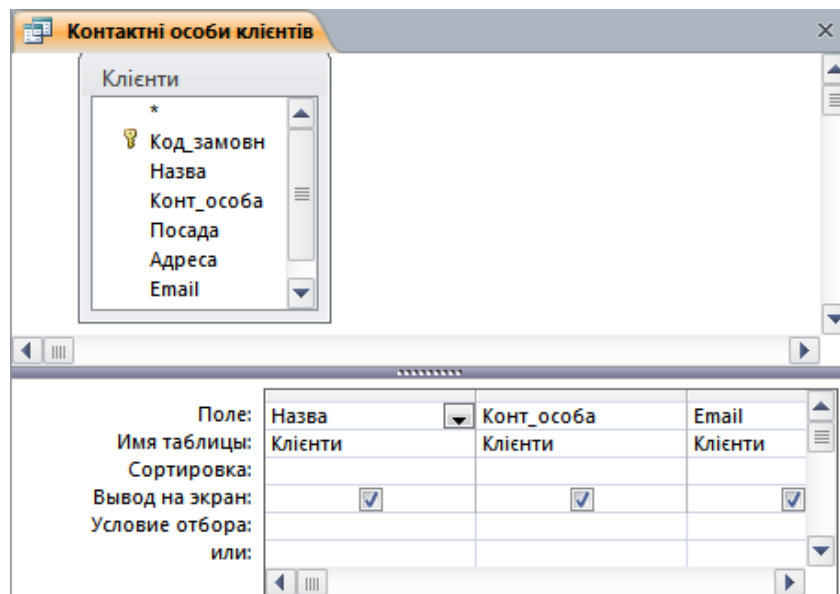 Контактні особи клієнтів
Клієнти
*
Код_замовн
Назва
Конт_особа
Посада
Адреса
Email
Поле: Назва Конт_особа Email
Имя таблицы: Клієнти Клієнти Клієнти
Сортировка:
Вывод на экран:
Условие отбора:
или: